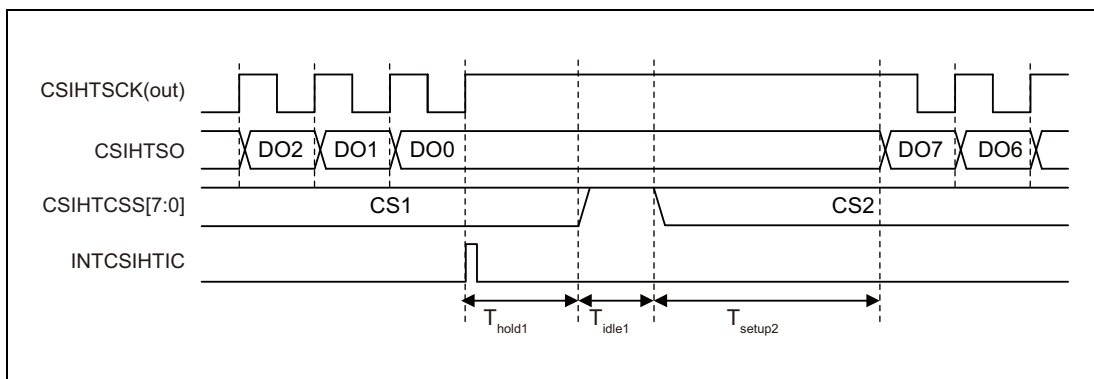 CSIHTSCK(out)
CSIHTSO DO2 DO1 DO0 DO7 DO6
CSIHTCSS[7:0] CS1 CS2
INTCSIHTIC
Thold1 Tidle1 Tsetup2